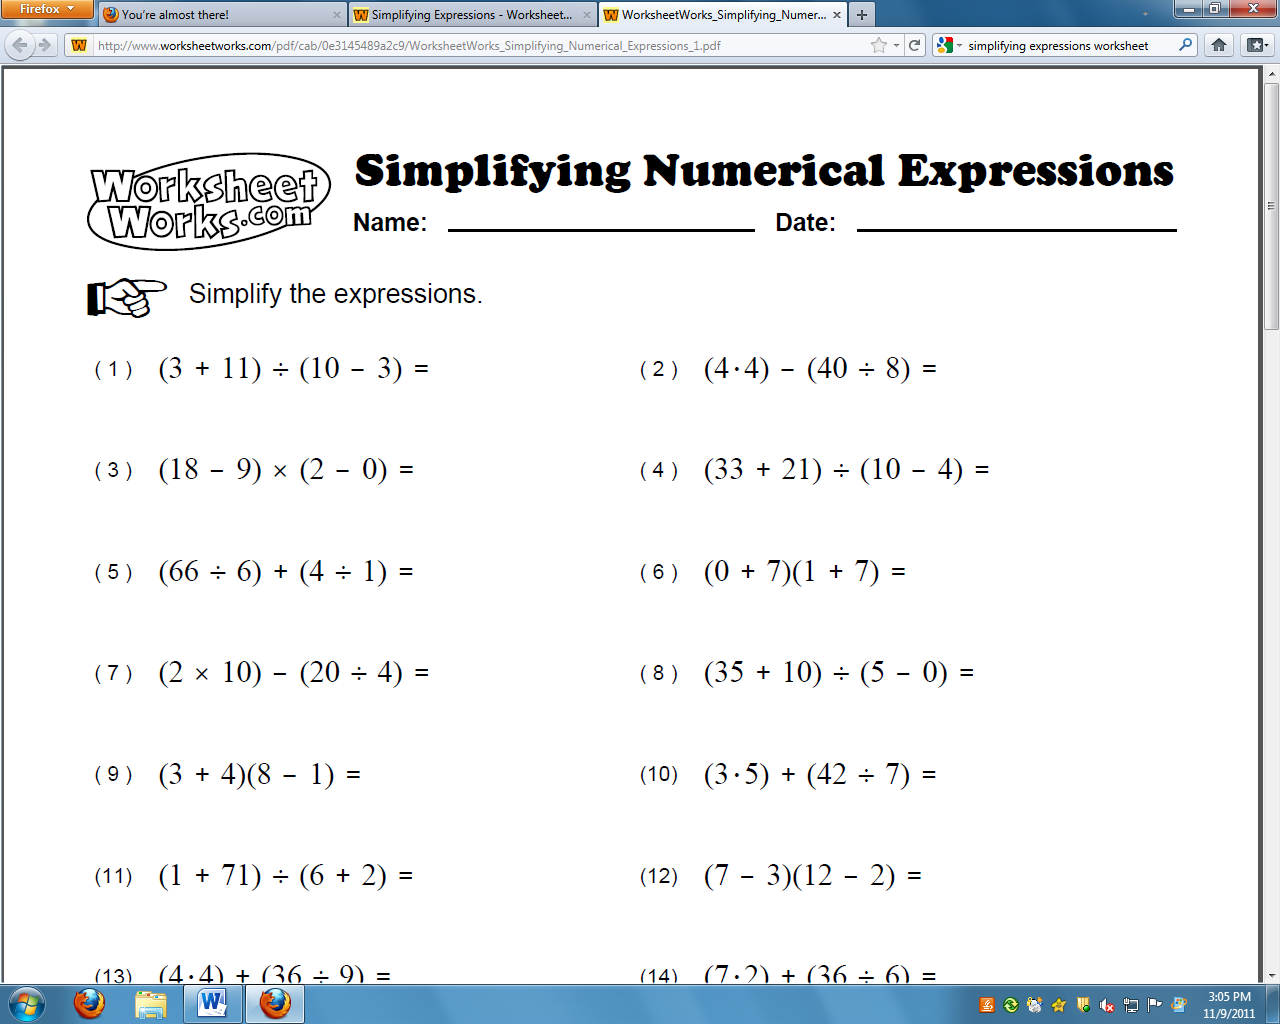 Firefox
You're almost there!
Simplifying Expressions - Worksheet...
WorksheetWorks_Simplifying_Numer...
http://www.worksheetworks.com/pdf/cab/0e3145489a2c9/WorksheetWorks_Simplifying_Numerical_Expressions_1.pdf
simplifying expressions worksheet
Worksheet Works.com
Simplifying Numerical Expressions
Name: Date:
Simplify the expressions.
( 1 ) (3 + 11) ÷ (10 − 3) =
( 2 ) (4·4) − (40 ÷ 8) =
( 3 ) (18 − 9) × (2 − 0) =
( 4 ) (33 + 21) ÷ (10 − 4) =
( 5 ) (66 ÷ 6) + (4 ÷ 1) =
( 6 ) (0 + 7)(1 + 7) =
( 7 ) (2 × 10) − (20 ÷ 4) =
( 8 ) (35 + 10) ÷ (5 − 0) =
( 9 ) (3 + 4)(8 − 1) =
(10) (3·5) + (42 ÷ 7) =
(11) (1 + 71) ÷ (6 + 2) =
(12) (7 − 3)(12 − 2) =
(13) (4·4) + (36 ÷ 9) =
(14) (7·2) + (36 ÷ 6) =
3:05 PM
11/9/2011